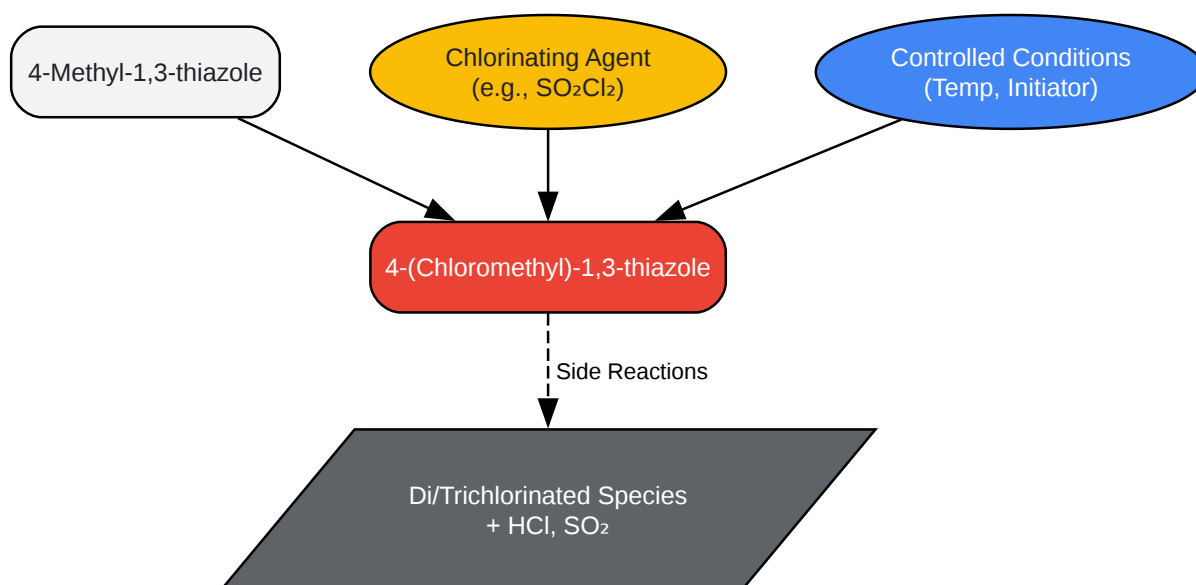 4-Methyl-1,3-thiazole
Chlorinating Agent
(e.g., SO₂Cl₂)
Controlled Conditions
(Temp, Initiator)
4-(Chloromethyl)-1,3-thiazole
Side Reactions
Di/Trichlorinated Species
+ HCl, SO₂